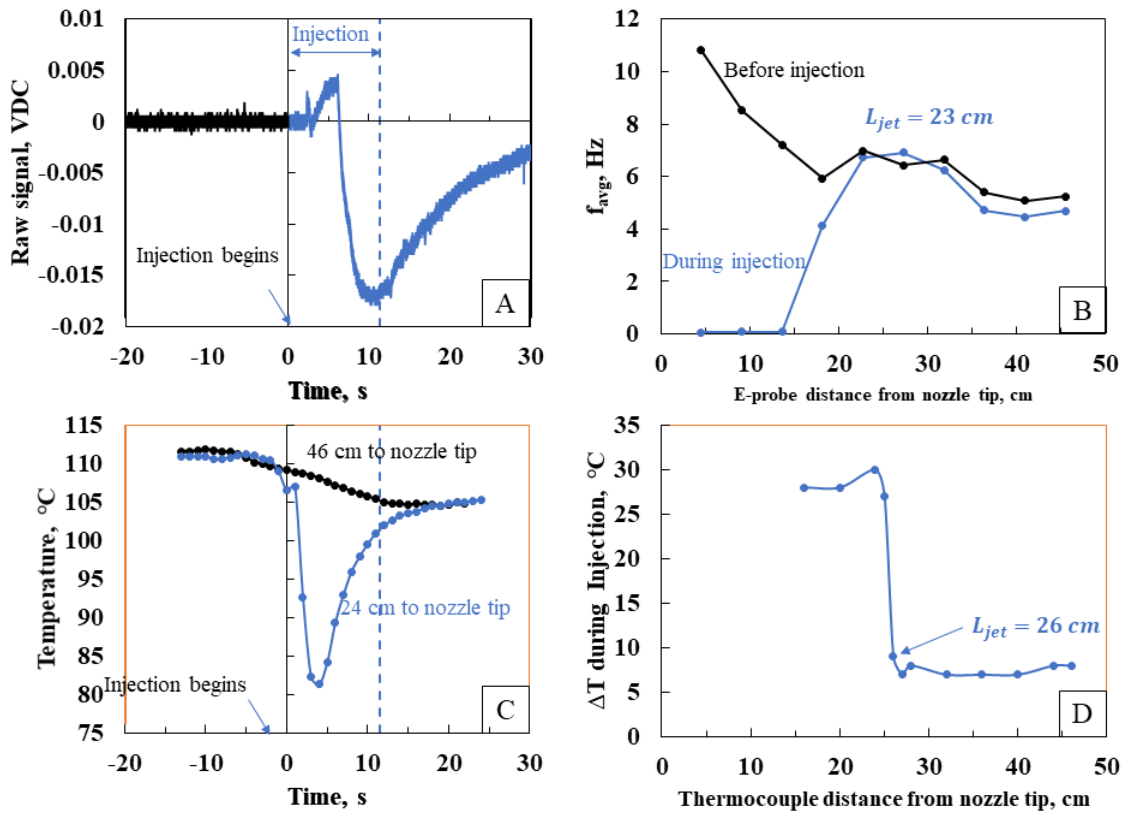 0.01
0.005
0
-0.005
-0.01
-0.015
-0.02
Raw signal, VDC
Injection
Injection begins
A
-20 -10 0 10 20 30
Time, s
12
10
8
6
4
2
0
f_avg, Hz
Before injection
L_jet = 23 cm
During injection
B
0 10 20 30 40 50
E-probe distance from nozzle tip, cm
115
110
105
100
95
90
85
80
75
Temperature, °C
46 cm to nozzle tip
24 cm to nozzle tip
Injection begins
C
-20 -10 0 10 20 30
Time, s
35
30
25
20
15
10
5
0
ΔT during Injection, °C
L_jet = 26 cm
D
0 10 20 30 40 50
Thermocouple distance from nozzle tip, cm